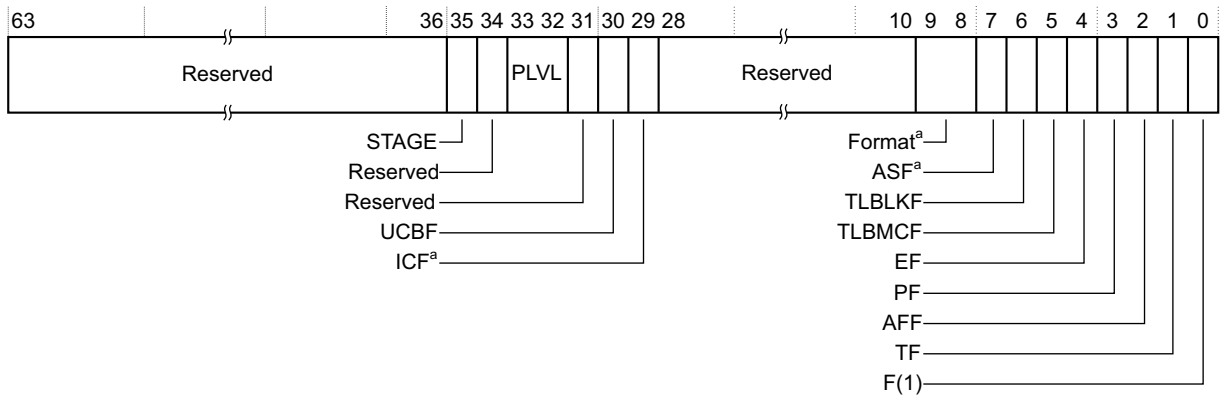 63 36 35 34 33 32 31 30 29 28 10 9 8 7 6 5 4 3 2 1 0
Reserved PLVL Reserved
STAGE Formatᵃ
Reserved ASFᵃ
Reserved TLBLKF
UCBF TLBMCF
ICFᵃ EF
PF
AFF
TF
F(1)